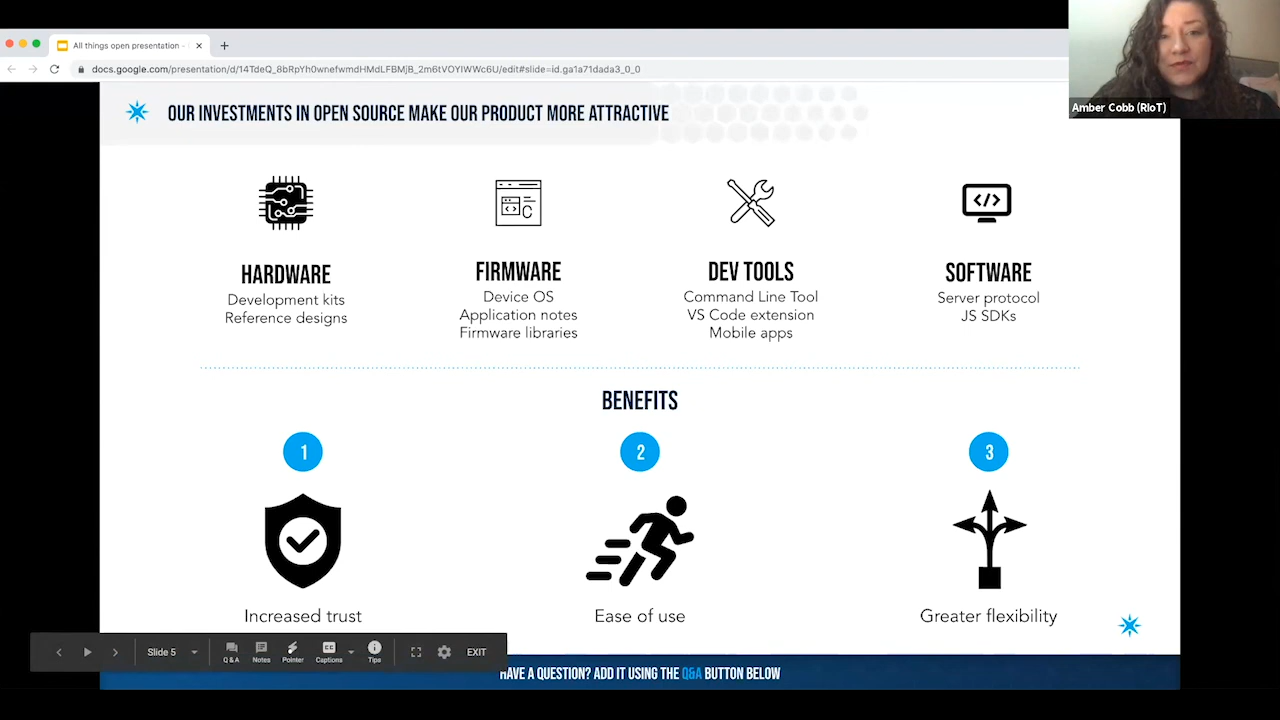 All things open presentation -
docs.google.com/presentation/d/14TdeQ_8bRpYh0wnefwmdHMdLFBMjB_2m6tVOYIWWc6U/edit#slide=id.ga1a71dada3_0_0
Amber Cobb (RIoT)
OUR INVESTMENTS IN OPEN SOURCE MAKE OUR PRODUCT MORE ATTRACTIVE
C
</>
HARDWARE
Development kits
Reference designs
FIRMWARE
Device OS
Application notes
Firmware libraries
DEV TOOLS
Command Line Tool
VS Code extension
Mobile apps
SOFTWARE
Server protocol
JS SDKs
BENEFITS
1
2
3
Increased trust
Ease of use
Greater flexibility
Slide 5
Q & A
Notes
Pointer
Captions
Tips
EXIT
HAVE A QUESTION? ADD IT USING THE Q&A BUTTON BELOW